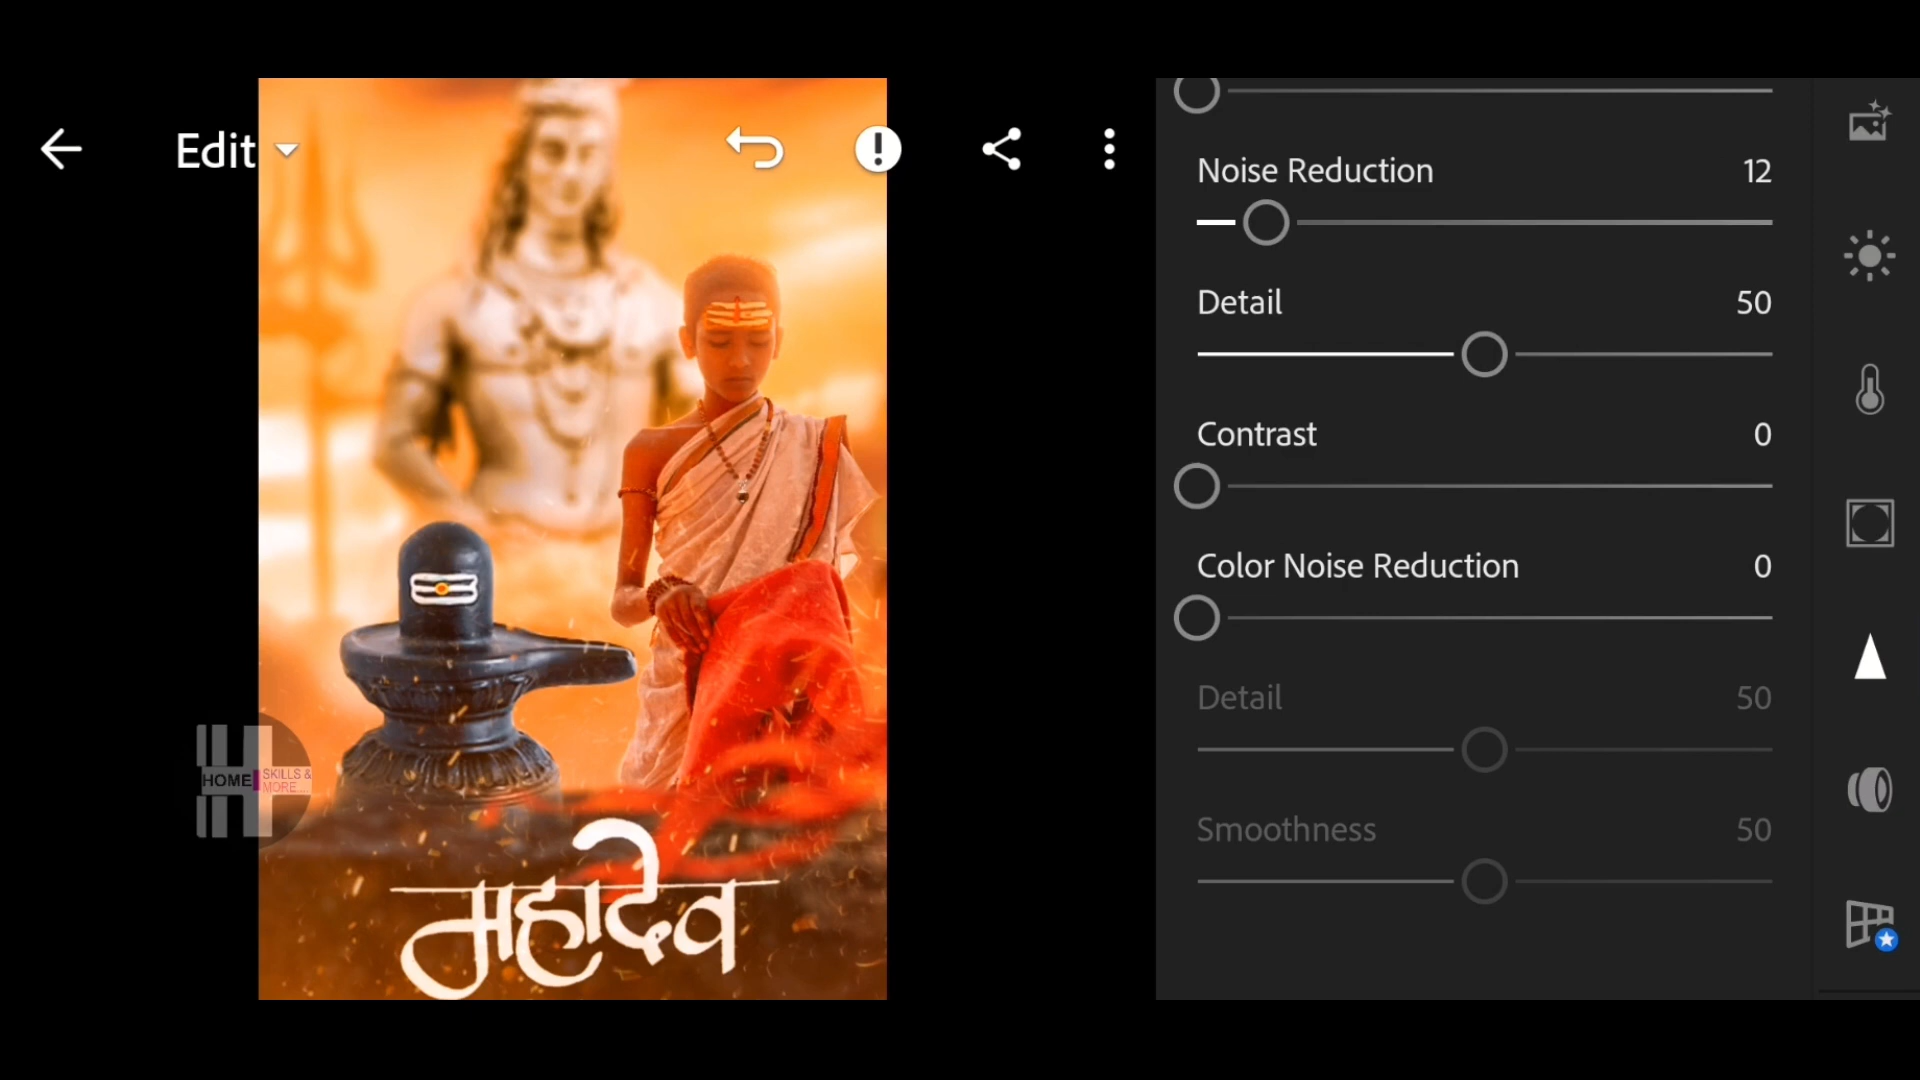 Edit
Noise Reduction 12
Detail 50
Contrast 0
Color Noise Reduction 0
Detail 50
Smoothness 50
HOME SKILLS &
MORE....
महादेव